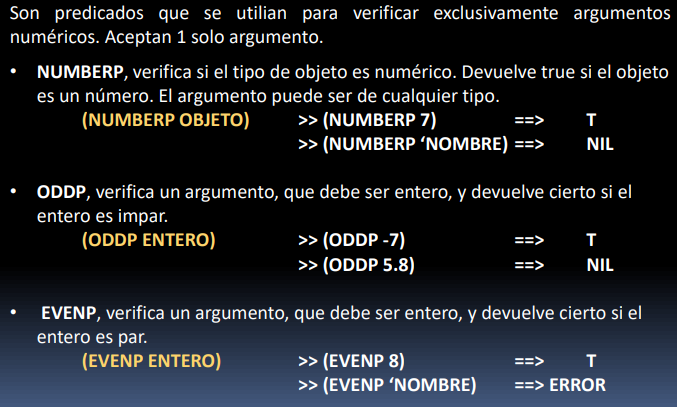 Son predicados que se utilian para verificar exclusivamente argumentos
numéricos. Aceptan 1 solo argumento.
• NUMBERP, verifica si el tipo de objeto es numérico. Devuelve true si el objeto
es un número. El argumento puede ser de cualquier tipo.
(NUMBERP OBJETO) >> (NUMBERP 7) ==> T
>> (NUMBERP ‘NOMBRE) ==> NIL
• ODDP, verifica un argumento, que debe ser entero, y devuelve cierto si el
entero es impar.
(ODDP ENTERO) >> (ODDP -7) ==> T
>> (ODDP 5.8) ==> NIL
• EVENP, verifica un argumento, que debe ser entero, y devuelve cierto si el
entero es par.
(EVENP ENTERO) >> (EVENP 8) ==> T
>> (EVENP ‘NOMBRE) ==> ERROR